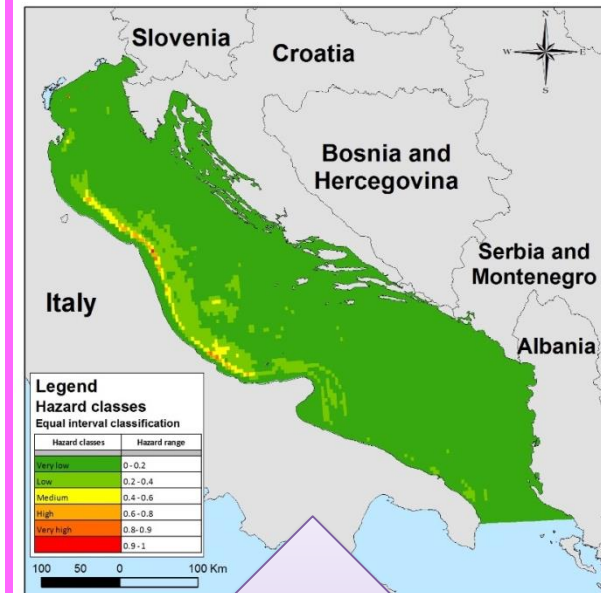 N
W E
S
Slovenia
Croatia
Bosnia and
Hercegovina
Serbia and
Montenegro
Italy
Albania
Legend
Hazard classes
Equal interval classification
Hazard classes Hazard range
Very low 0 - 0.2
Low 0.2 - 0.4
Medium 0.4 - 0.6
High 0.6 - 0.8
Very high 0.8-0.9
0.9 - 1
100 50 0 100 Km